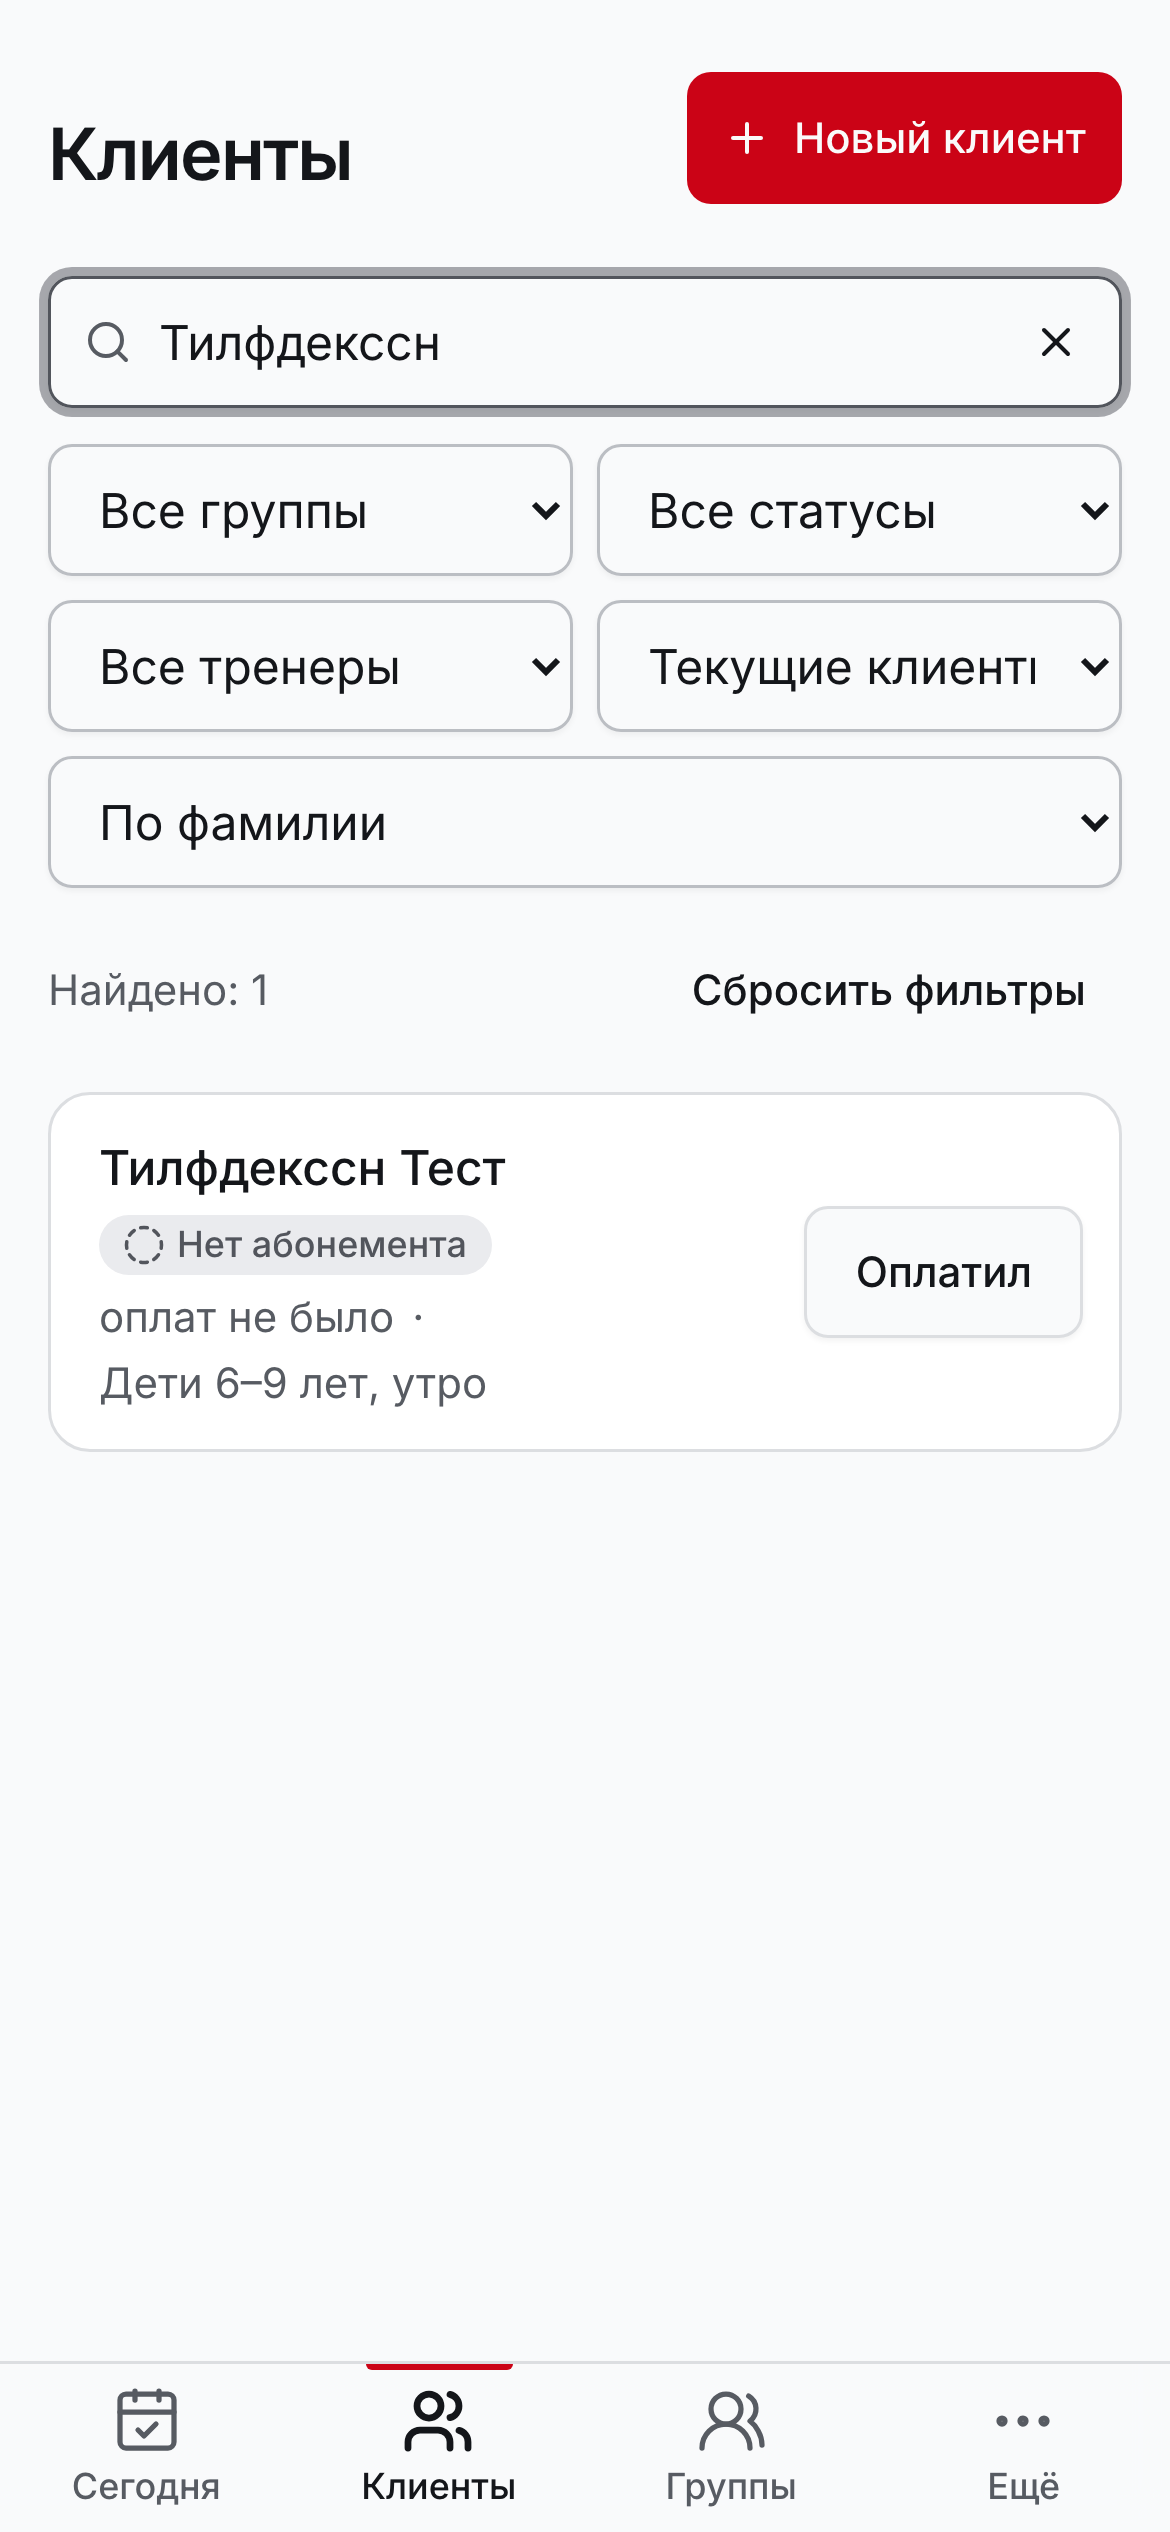 Клиенты
Новый клиент
Тилфдекссн
Все группы
Все статусы
Все тренеры
Текущие клиенты
По фамилии
Найдено: 1
Сбросить фильтры
Тилфдекссн Тест
Нет абонемента
Оплатил
оплат не было ·
Дети 6–9 лет, утро
Сегодня
Клиенты
Группы
Ещё